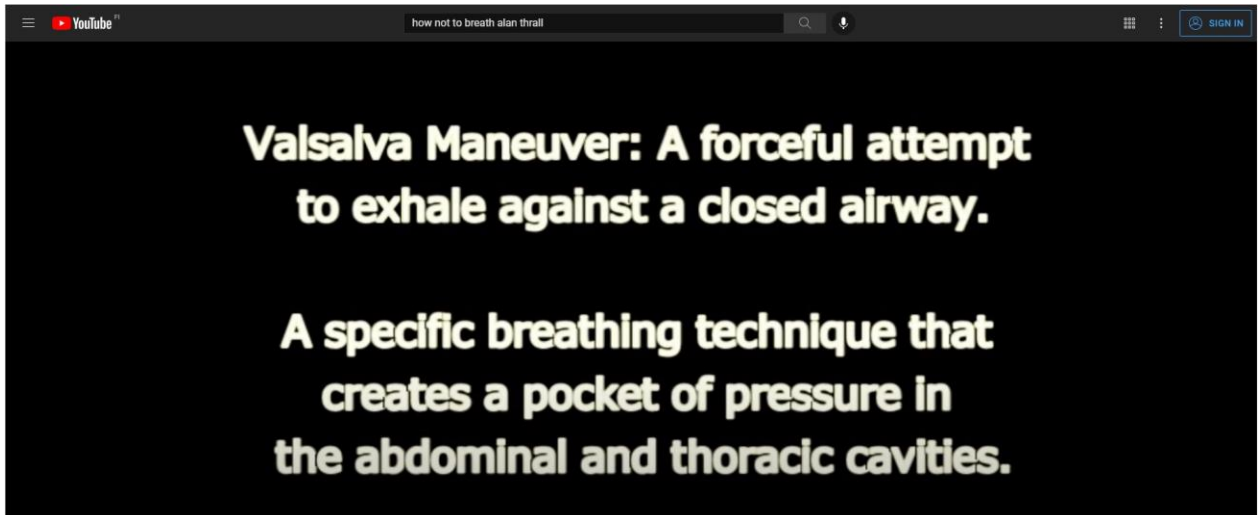 YouTube FI
how not to breath alan thrall
SIGN IN
Valsalva Maneuver: A forceful attempt
to exhale against a closed airway.
A specific breathing technique that
creates a pocket of pressure in
the abdominal and thoracic cavities.